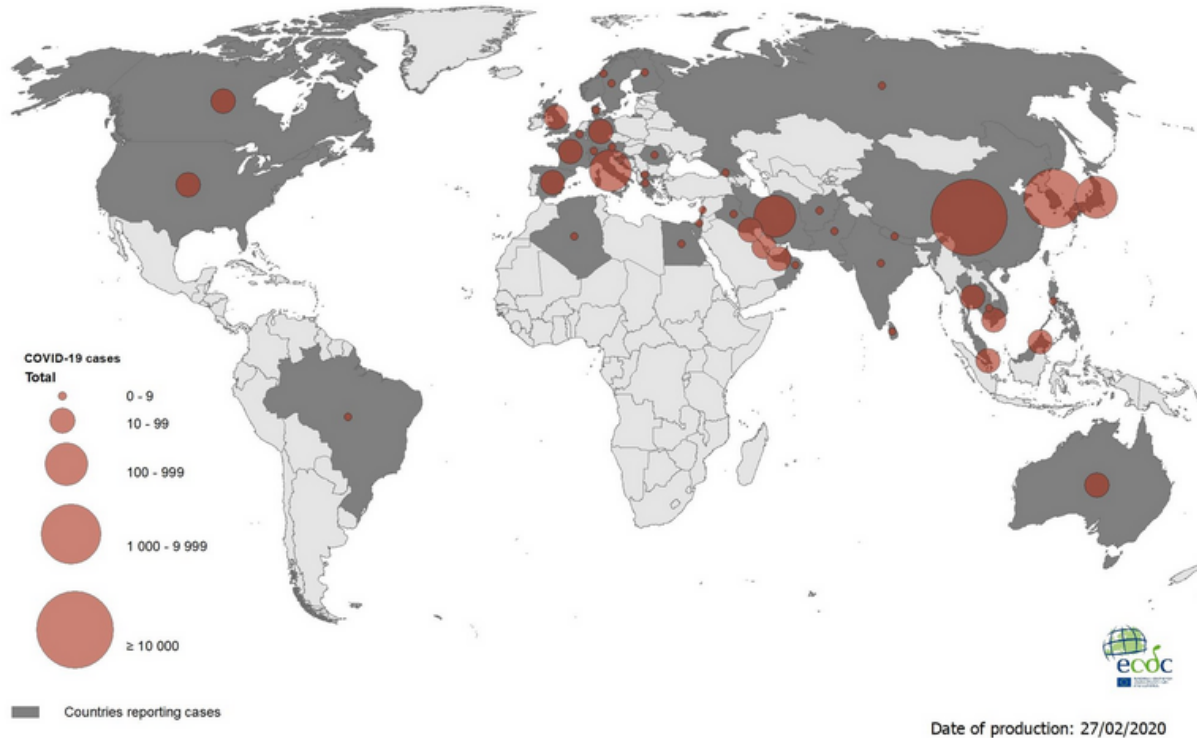 COVID-19 cases
Total
0 - 9
10 - 99
100 - 999
1 000 - 9 999
≥ 10 000
Countries reporting cases
ecdc
Date of production: 27/02/2020